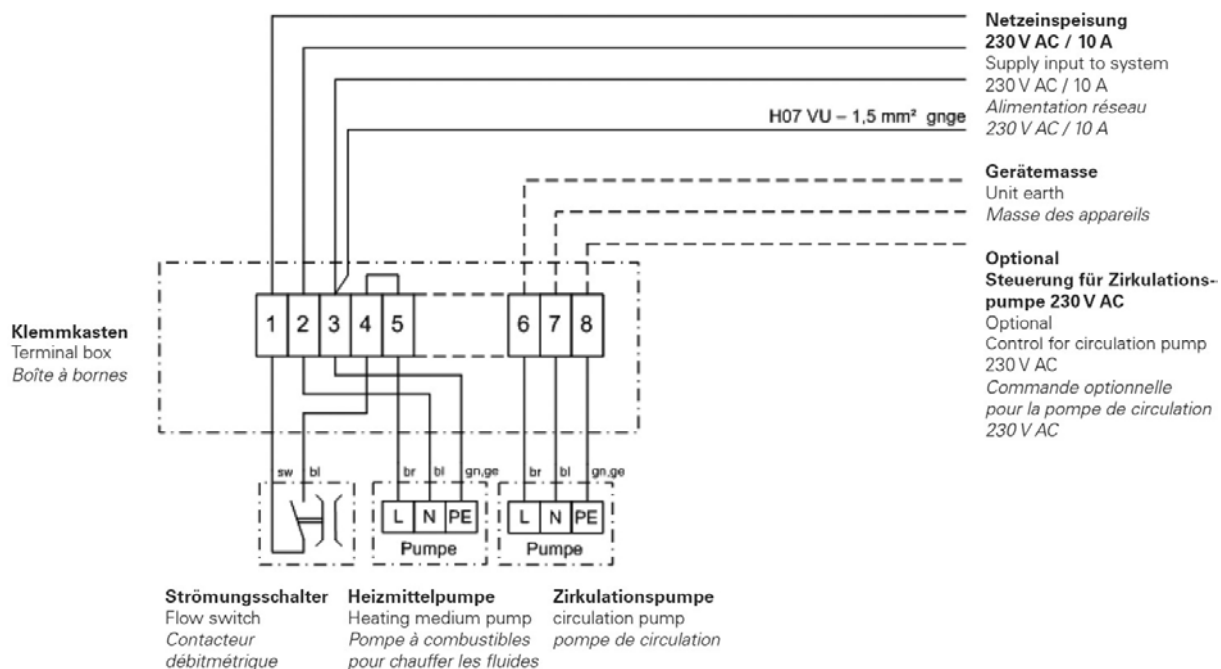 Netzeinspeisung
230 V AC / 10 A
Supply input to system
230 V AC / 10 A
Alimentation réseau
230 V AC / 10 A
H07 VU – 1,5 mm² gnge
Gerätemasse
Unit earth
Masse des appareils
Optional
Steuerung für Zirkulations-
pumpe 230 V AC
Optional
Control for circulation pump
230 V AC
Commande optionnelle
pour la pompe de circulation
230 V AC
Klemmkasten
Terminal box
Boîte à bornes
1 2 3 4 5 6 7 8
sw bl br bl gn,ge br bl gn,ge
L N PE L N PE
Pumpe Pumpe
Strömungsschalter
Flow switch
Contacteur
débitmétrique
Heizmittelpumpe
Heating medium pump
Pompe à combustibles
pour chauffer les fluides
Zirkulationspumpe
circulation pump
pompe de circulation